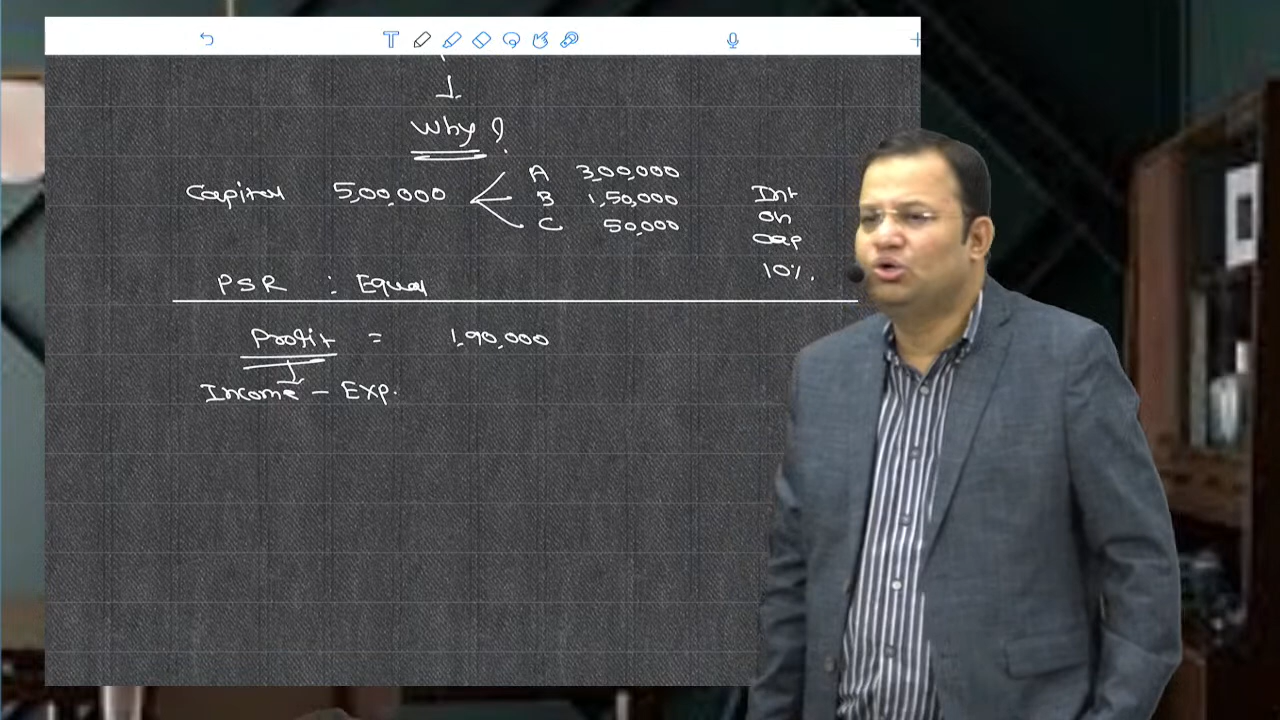 Why ?
A 3,00,000
Capital 5,00,000 B 1,50,000
C 50,000
Int
on
cap
10%.
PSR : Equal
Profit = 1,90,000
Income - Exp.